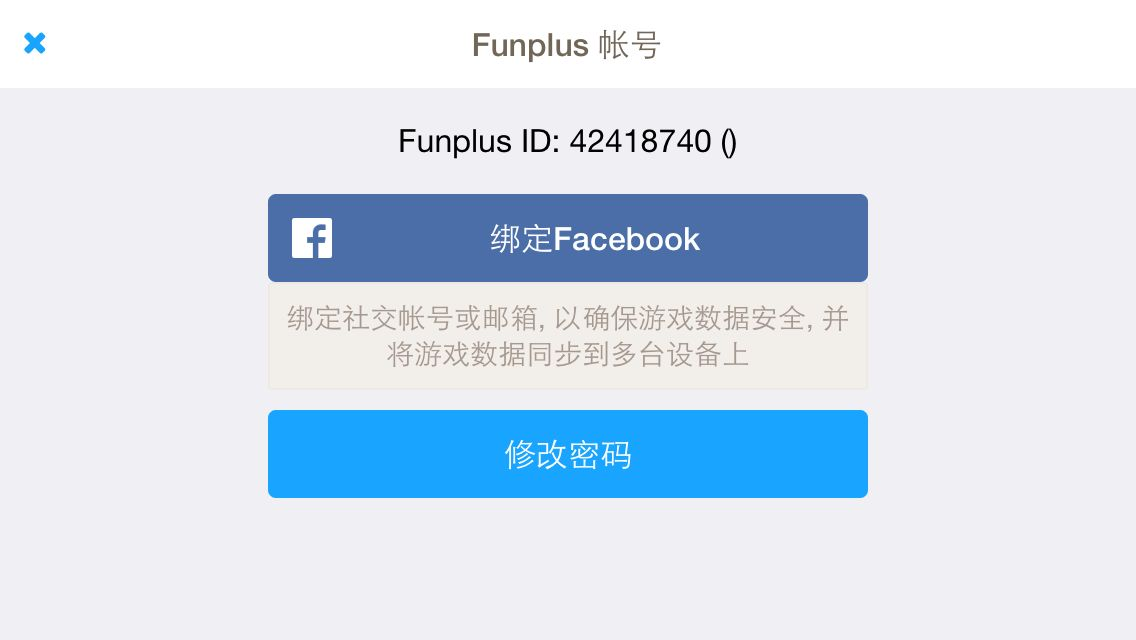 Funplus 帐号
Funplus ID: 42418740 ()
绑定Facebook
绑定社交帐号或邮箱, 以确保游戏数据安全, 并
将游戏数据同步到多台设备上
修改密码